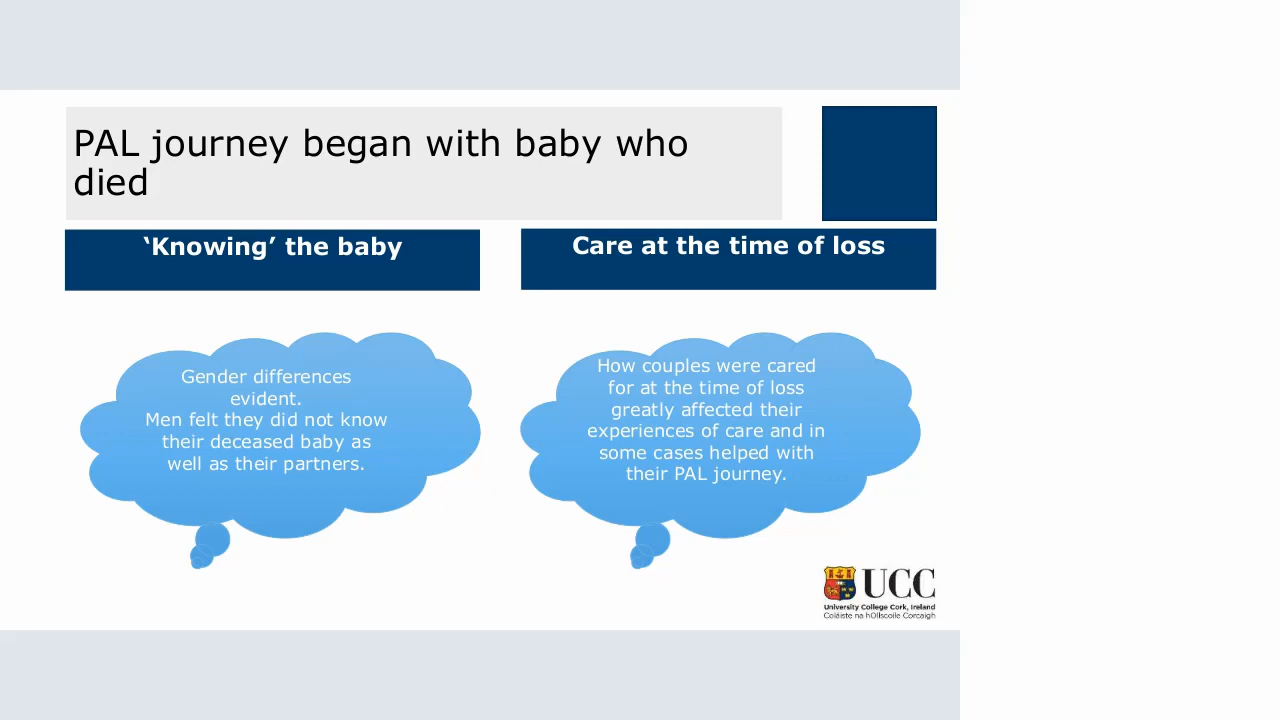 PAL journey began with baby who
died
‘Knowing’ the baby
Gender differences
evident.
Men felt they did not know
their deceased baby as
well as their partners.
Care at the time of loss
How couples were cared
for at the time of loss
greatly affected their
experiences of care and in
some cases helped with
their PAL journey.
UCC
University College Cork, Ireland
Coláiste na hOllscoile Corcaigh